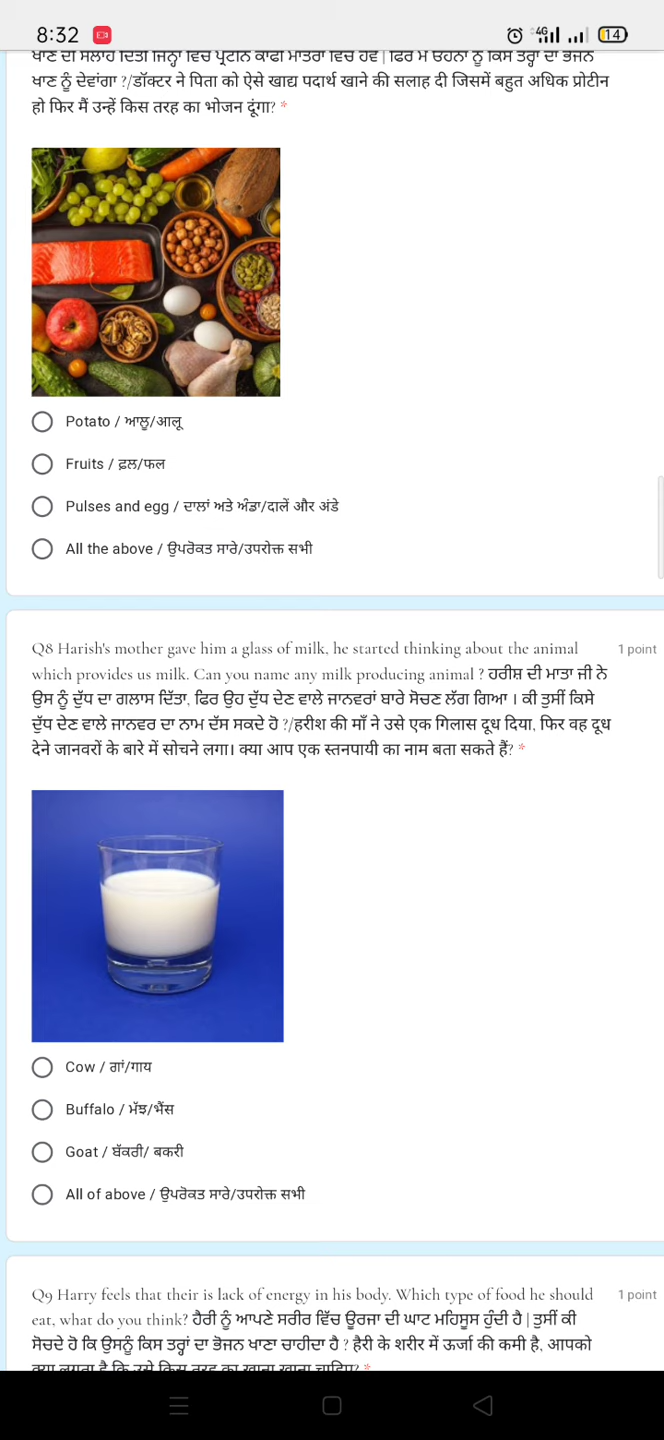 8:32
4G
14
खाने
ਖਾਣ ਨੂੰ ਦੇਵਾਂਗਾ ?/डॉक्टर ने पिता को ऐसे खाद्य पदार्थ खाने की सलाह दी जिसमें बहुत अधिक प्रोटीन
हो फिर मैं उन्हें किस तरह का भोजन दूंगा? *
Potato / ਆਲੂ/आलू
Fruits / ਫ਼ਲ/फल
Pulses and egg / ਦਾਲਾਂ ਅਤੇ ਅੰਡਾ/दालें और अंडे
All the above / ਉਪਰੋਕਤ ਸਾਰੇ/उपरोक्त सभी
Q8 Harish's mother gave him a glass of milk, he started thinking about the animal 1 point
which provides us milk. Can you name any milk producing animal ? ਹਰੀਸ਼ ਦੀ ਮਾਤਾ ਜੀ ਨੇ
ਉਸ ਨੂੰ ਦੁੱਧ ਦਾ ਗਲਾਸ ਦਿੱਤਾ, ਫਿਰ ਉਹ ਦੁੱਧ ਦੇਣ ਵਾਲੇ ਜਾਨਵਰਾਂ ਬਾਰੇ ਸੋਚਣ ਲੱਗ ਗਿਆ । ਕੀ ਤੁਸੀਂ ਕਿਸੇ
ਦੁੱਧ ਦੇਣ ਵਾਲੇ ਜਾਨਵਰ ਦਾ ਨਾਮ ਦੱਸ ਸਕਦੇ ਹੋ ?/हरीश की माँ ने उसे एक गिलास दूध दिया, फिर वह दूध
देने जानवरों के बारे में सोचने लगा। क्या आप एक स्तनपायी का नाम बता सकते हैं? *
Cow / ਗਾਂ/गाय
Buffalo / ਮੱਝ/भैंस
Goat / ਬੱਕਰੀ/ बकरी
All of above / ਉਪਰੋਕਤ ਸਾਰੇ/उपरोक्त सभी
Q9 Harry feels that their is lack of energy in his body. Which type of food he should 1 point
eat, what do you think? ਹੈਰੀ ਨੂੰ ਆਪਣੇ ਸਰੀਰ ਵਿੱਚ ਊਰਜਾ ਦੀ ਘਾਟ ਮਹਿਸੂਸ ਹੁੰਦੀ ਹੈ | ਤੁਸੀਂ ਕੀ
ਸੋਚਦੇ ਹੋ ਕਿ ਉਸਨੂੰ ਕਿਸ ਤਰ੍ਹਾਂ ਦਾ ਭੋਜਨ ਖਾਣਾ ਚਾਹੀਦਾ ਹੈ ? हैरी के शरीर में ऊर्जा की कमी है, आपको
क्या लगता है कि उसे किस तरह का खाना खाना चाहिए? *